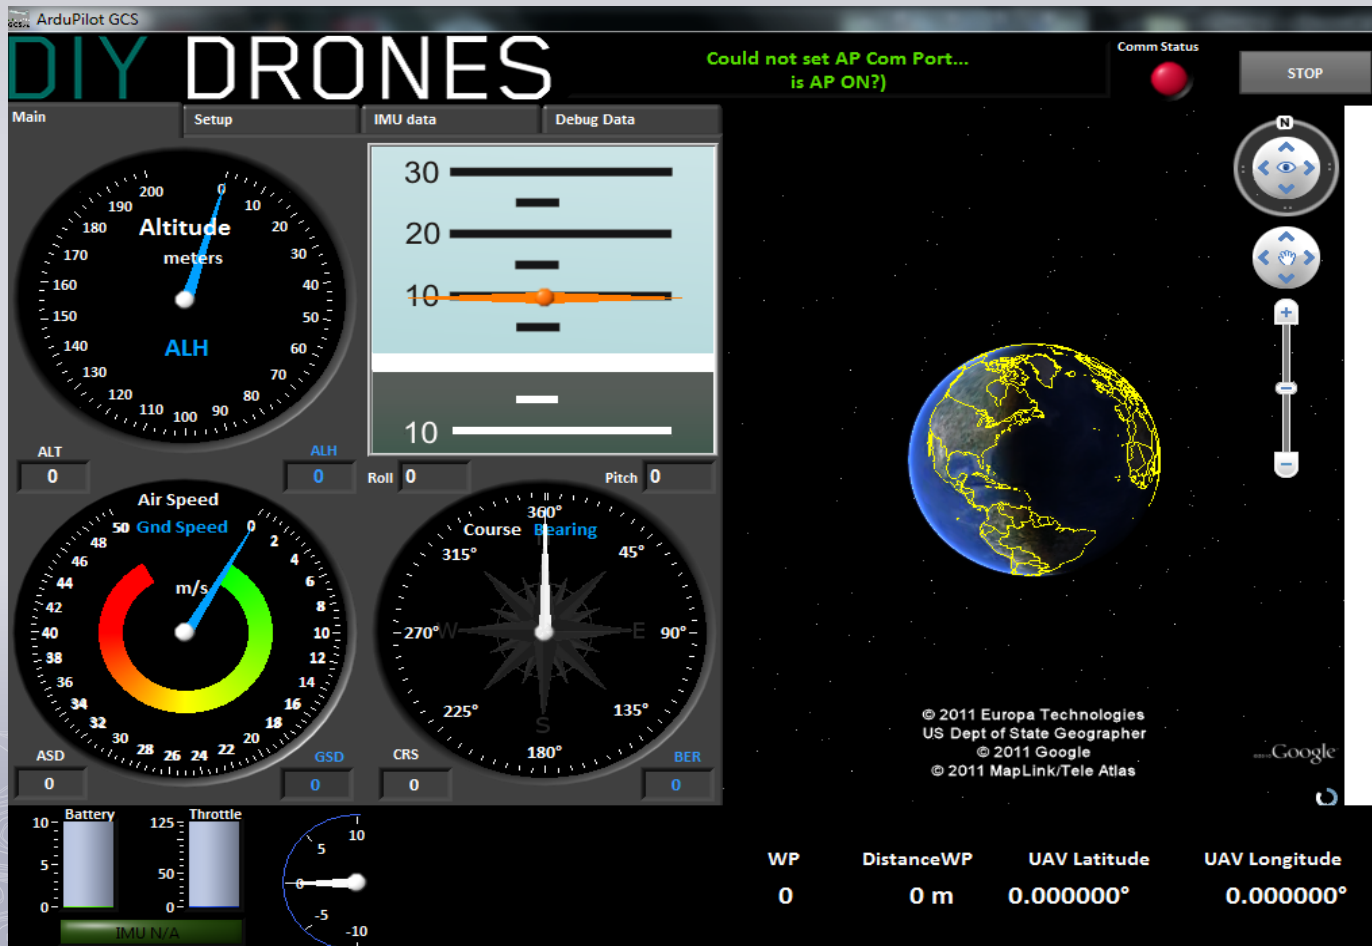 ArduPilot GCS
DIY DRONES
Could not set AP Com Port...
is AP ON?)
Comm Status
STOP
Main
Setup
IMU data
Debug Data
200
0
190
10
180
20
170
30
160
40
150
50
140
60
130
70
120
80
110
100
90
Altitude
meters
ALH
ALT
0
ALH
0
30
20
10
10
Roll
0
Pitch
0
Air Speed
Gnd Speed
m/s
50
0
48
2
46
4
44
6
42
8
40
10
38
12
36
14
34
16
32
18
30
20
28
26
24
22
ASD
0
GSD
0
Course
Bearing
360°
315°
45°
270°
W
E
90°
225°
135°
S
180°
CRS
0
BER
0
N
© 2011 Europa Technologies
US Dept of State Geographer
© 2011 Google
© 2011 MapLink/Tele Atlas
Google
Battery
10
5
0
Throttle
125
50
0
IMU N/A
10
5
0
-5
-10
WP
DistanceWP
UAV Latitude
UAV Longitude
0
0 m
0.000000°
0.000000°